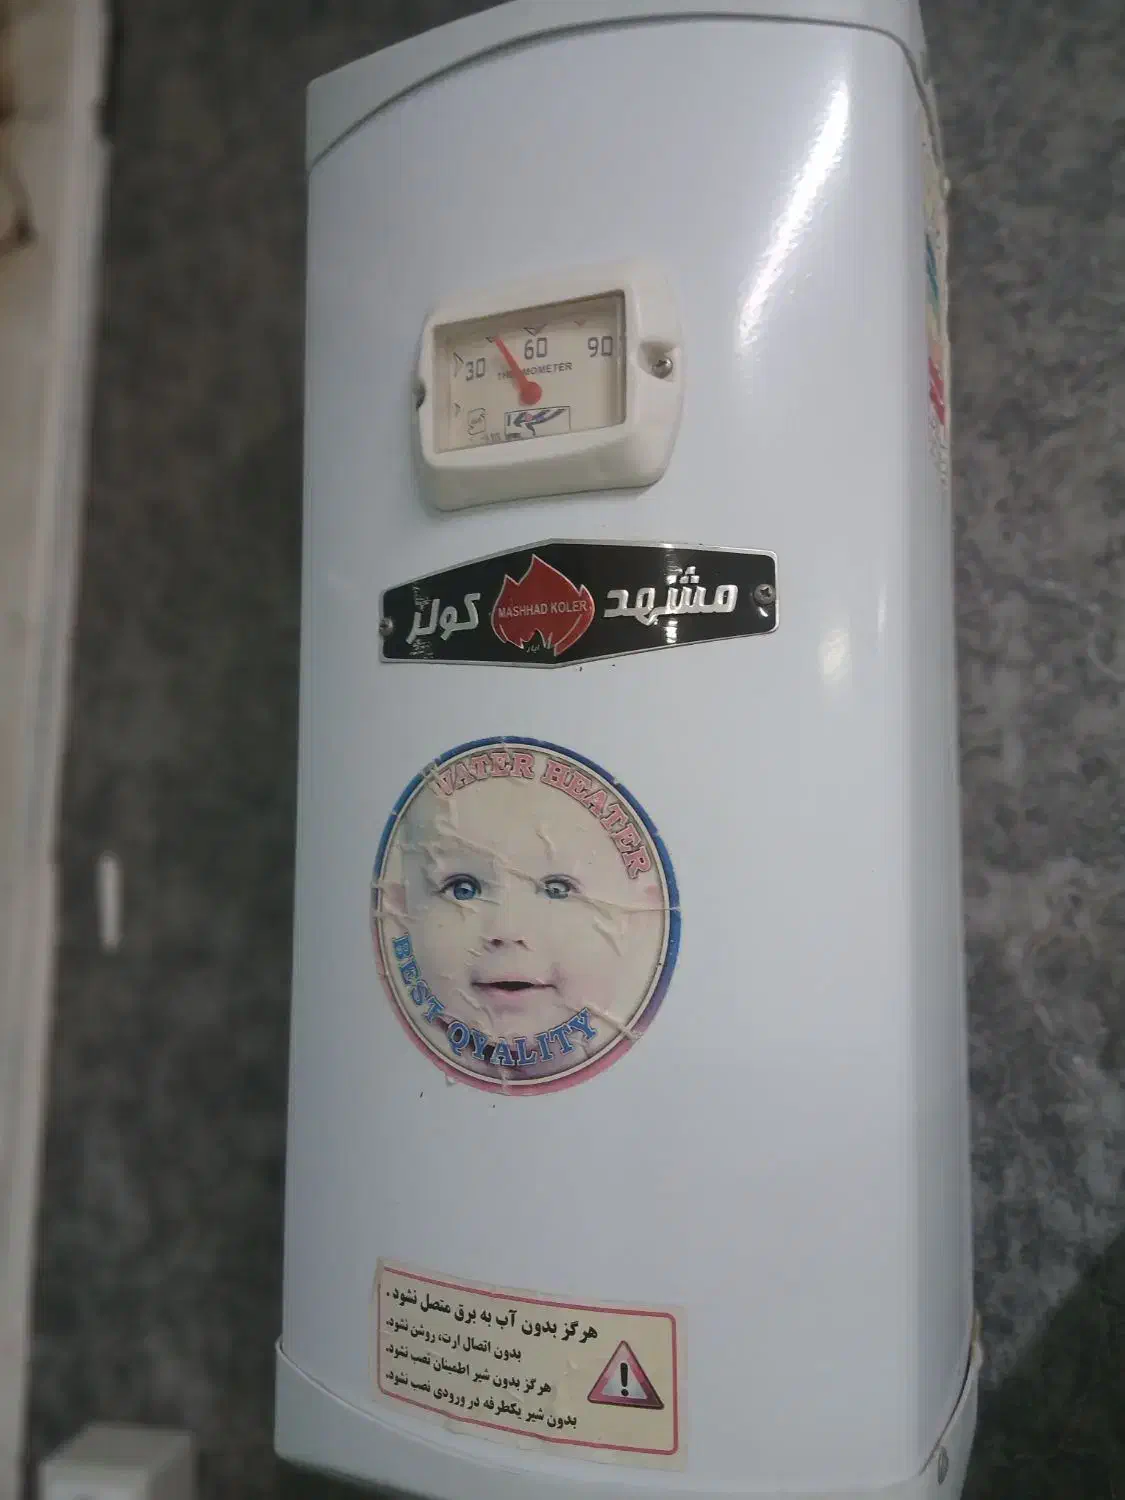 30 60 90
THERMOMETER
مشهد MASHHAD KOLER کولر
WATER HEATER
BEST QYALITY
هرگز بدون آب به برق متصل نشود.
بدون اتصال ارت، روشن نشود.
هرگز بدون شیر اطمینان نصب نشود.
بدون شیر یکطرفه در ورودی نصب نشود.